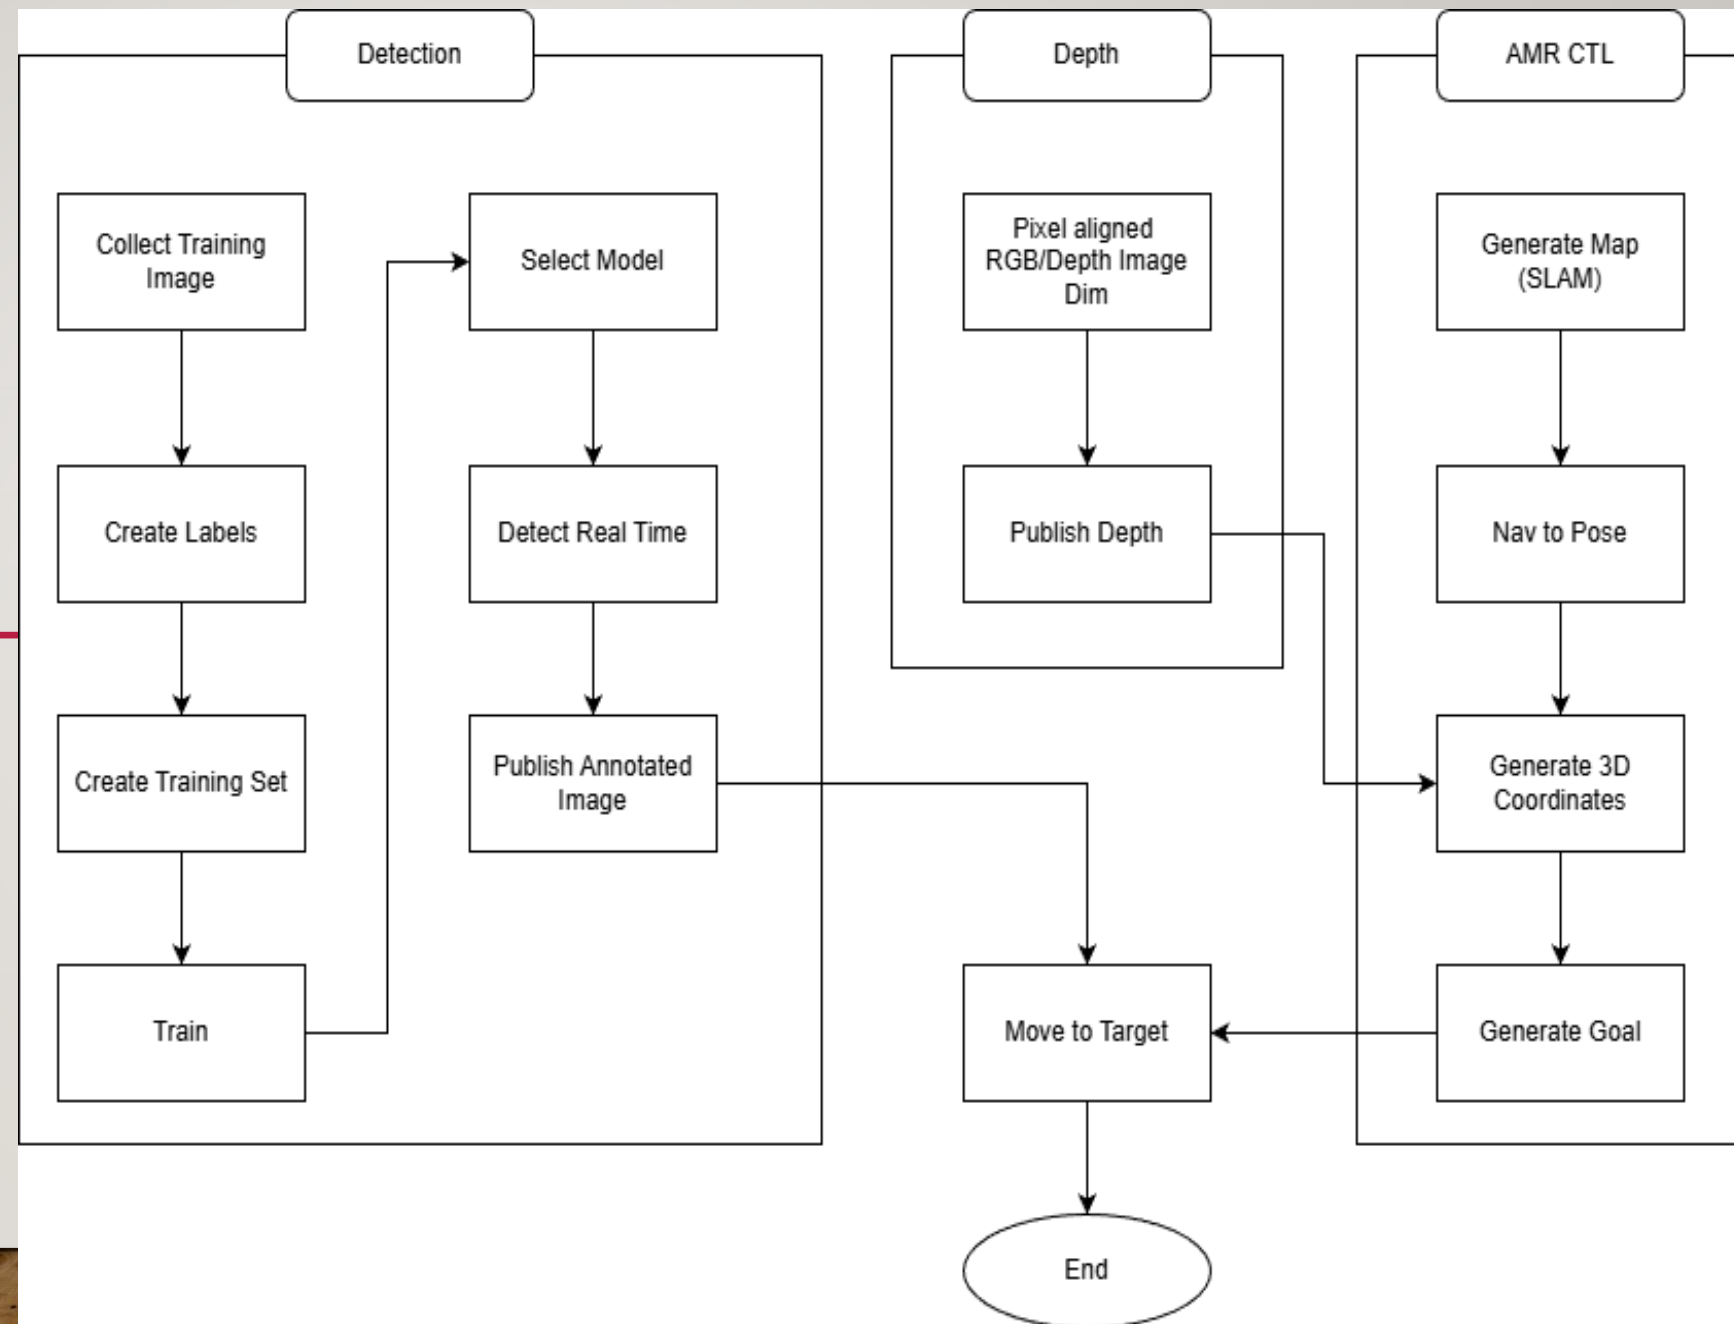 Detection
Collect Training
Image
Create Labels
Create Training Set
Train
Select Model
Detect Real Time
Publish Annotated
Image
Depth
Pixel aligned
RGB/Depth Image
Dim
Publish Depth
AMR CTL
Generate Map
(SLAM)
Nav to Pose
Generate 3D
Coordinates
Generate Goal
Move to Target
End